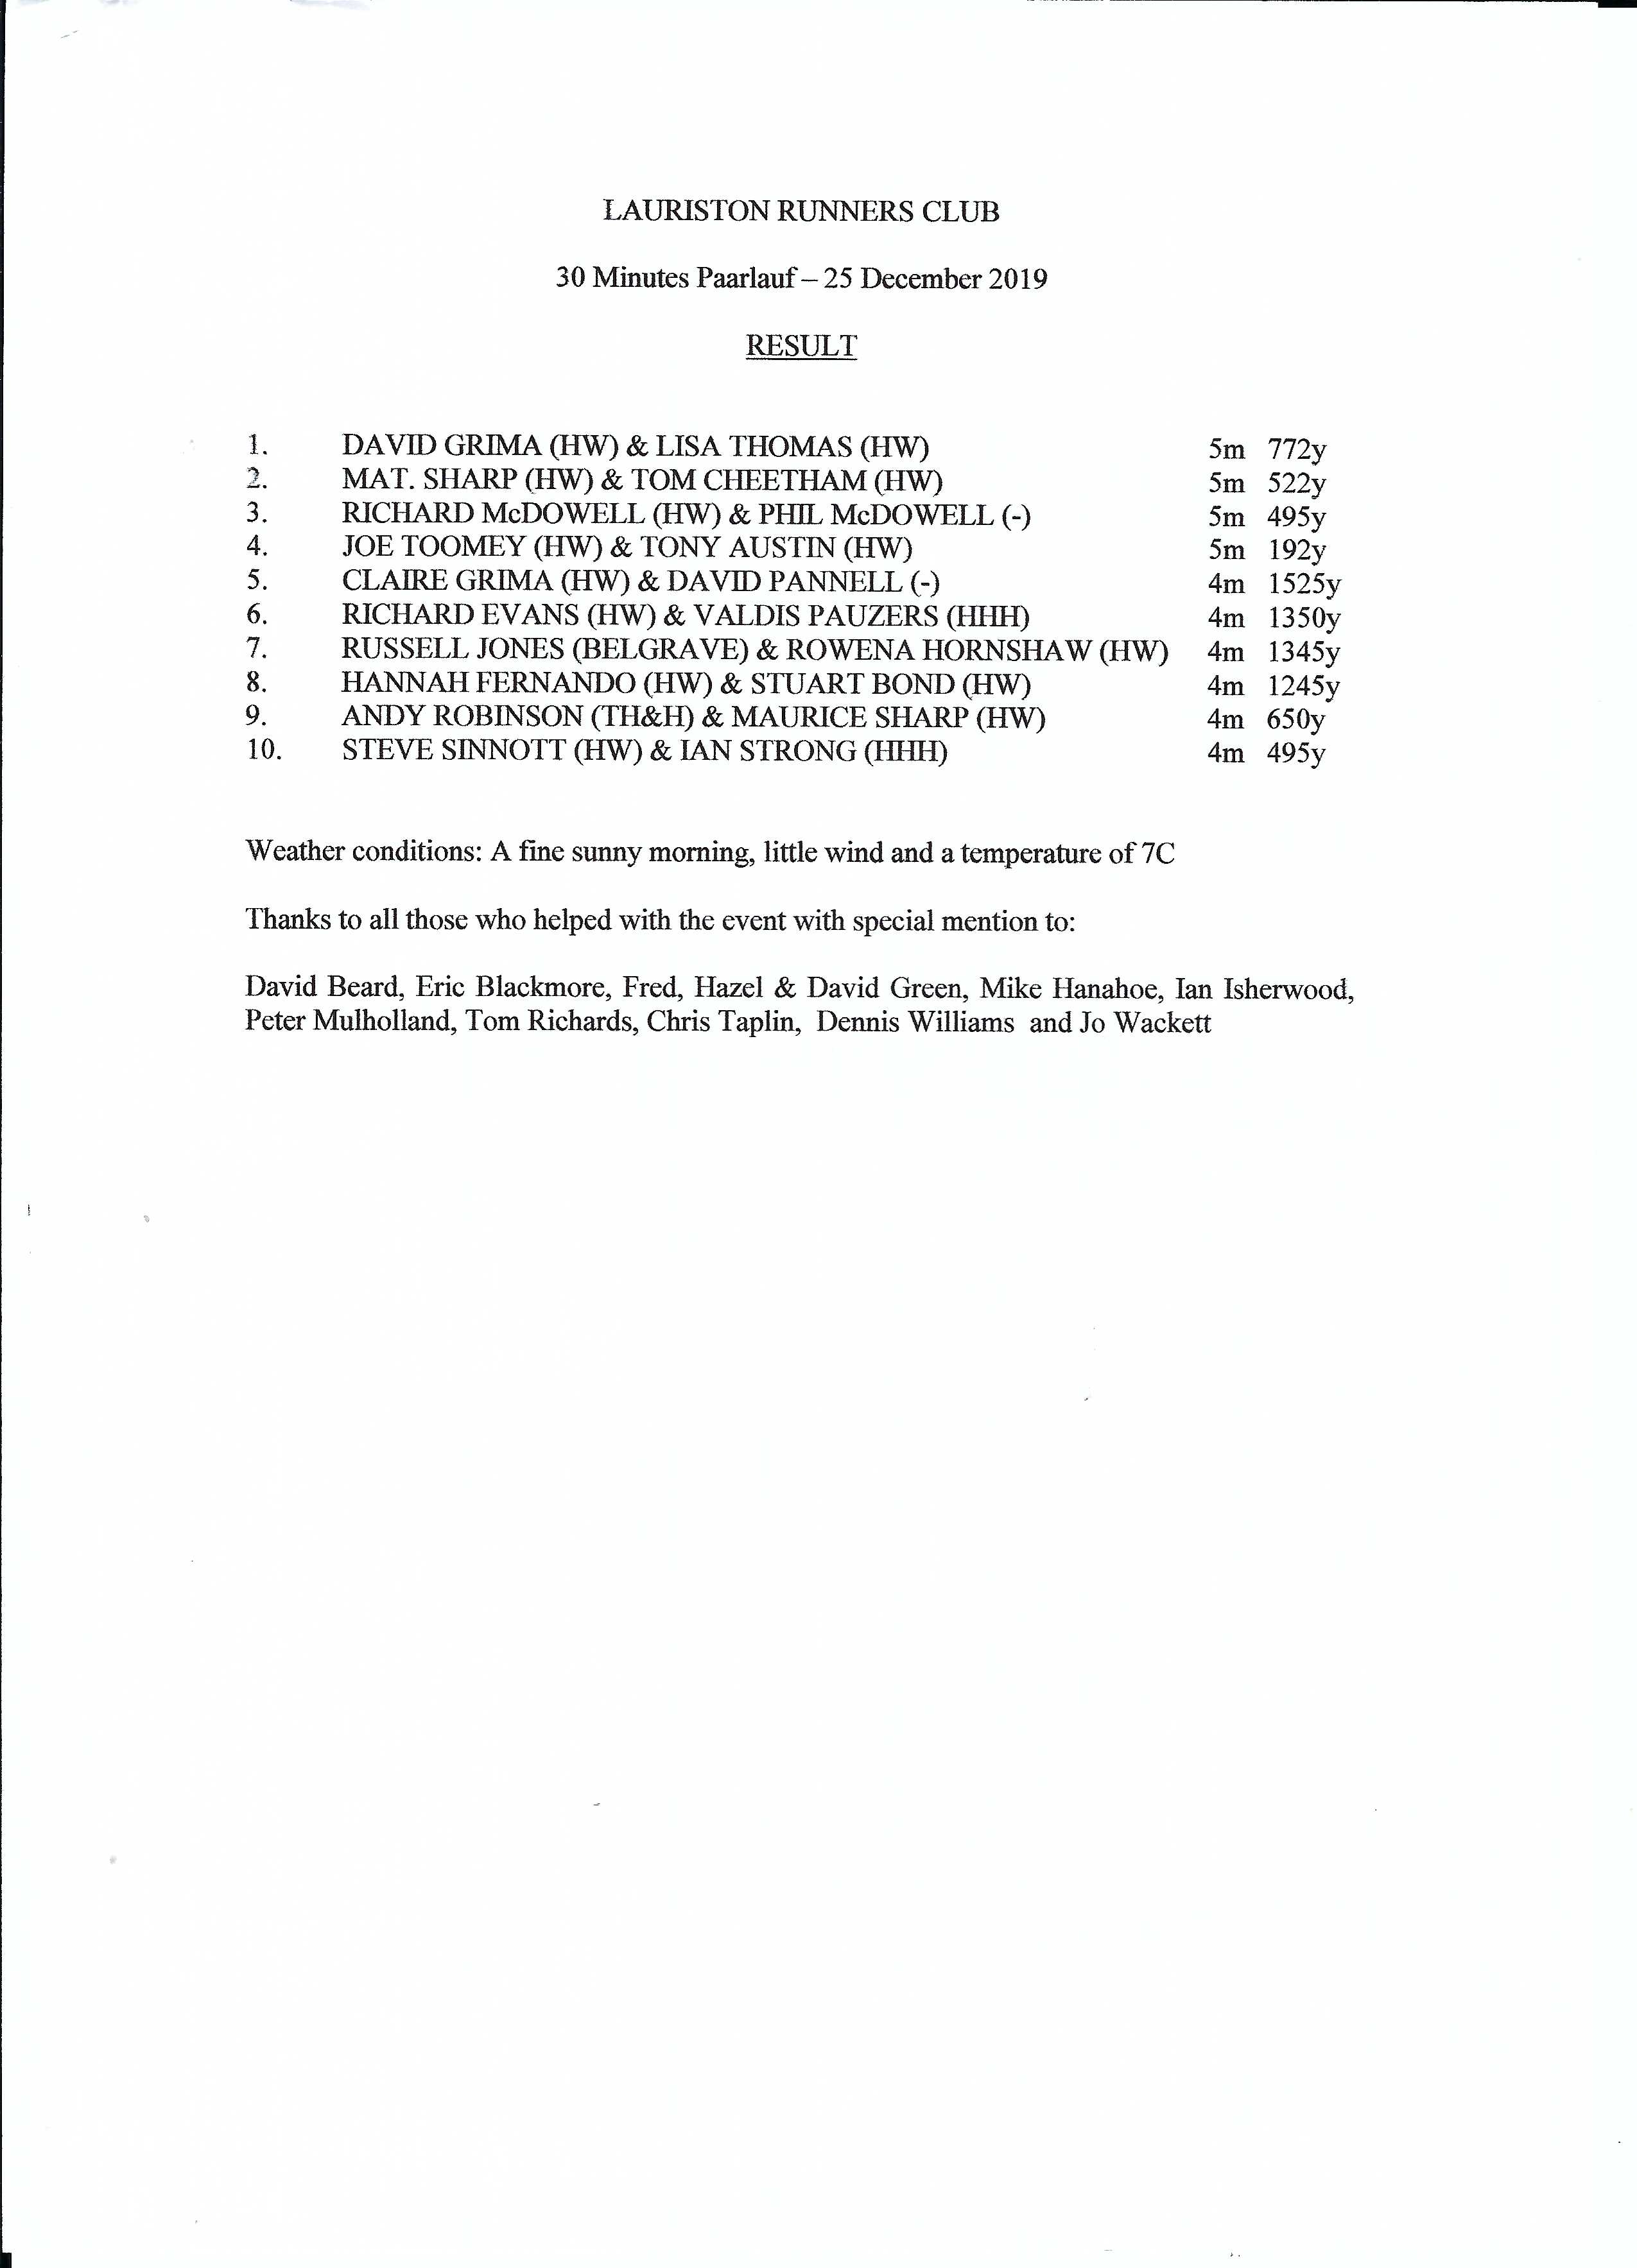 LAURISTON RUNNERS CLUB
30 Minutes Paarlauf – 25 December 2019
RESULT
1. DAVID GRIMA (HW) & LISA THOMAS (HW) 5m 772y
2. MAT. SHARP (HW) & TOM CHEETHAM (HW) 5m 522y
3. RICHARD McDOWELL (HW) & PHIL McDOWELL (-) 5m 495y
4. JOE TOOMEY (HW) & TONY AUSTIN (HW) 5m 192y
5. CLAIRE GRIMA (HW) & DAVID PANNELL (-) 4m 1525y
6. RICHARD EVANS (HW) & VALDIS PAUZERS (HHH) 4m 1350y
7. RUSSELL JONES (BELGRAVE) & ROWENA HORNSHAW (HW) 4m 1345y
8. HANNAH FERNANDO (HW) & STUART BOND (HW) 4m 1245y
9. ANDY ROBINSON (TH&H) & MAURICE SHARP (HW) 4m 650y
10. STEVE SINNOTT (HW) & IAN STRONG (HHH) 4m 495y
Weather conditions: A fine sunny morning, little wind and a temperature of 7C
Thanks to all those who helped with the event with special mention to:
David Beard, Eric Blackmore, Fred, Hazel & David Green, Mike Hanahoe, Ian Isherwood,
Peter Mulholland, Tom Richards, Chris Taplin, Dennis Williams and Jo Wackett